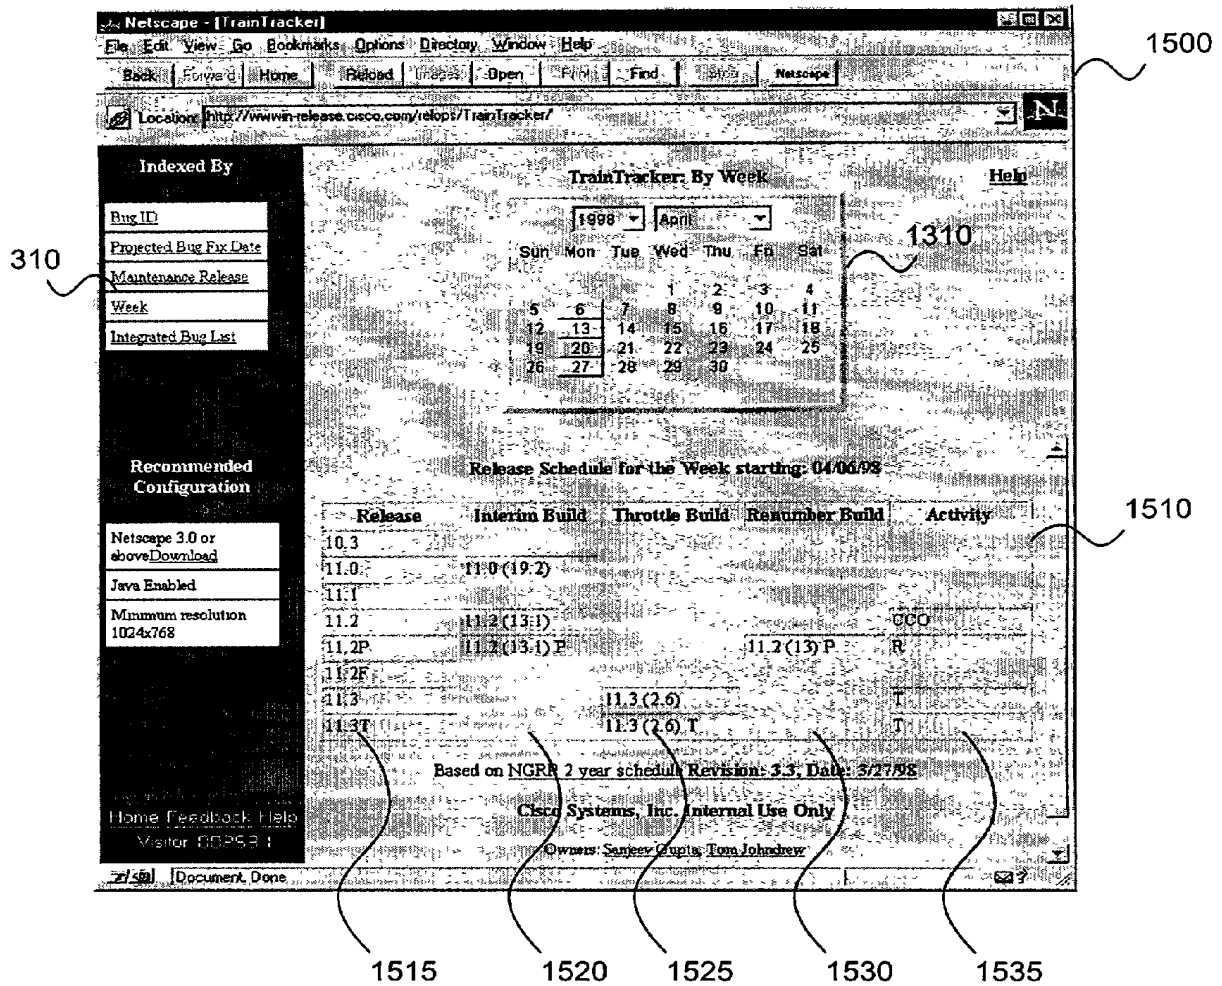 Netscape - [TrainTracker]
File Edit View Go Bookmarks Options Directory Window Help
Back Forward Home Reload Images Open Print Find Stop Netscape
1500
Location: http://wwwin-release.cisco.com/relops/TrainTracker/
N
Indexed By
TrainTracker: By Week
Help
Bug ID
1998 April
Projected Bug Fix Date
Sun Mon Tue Wed Thu Fri Sat
1310
310
Maintenance Release
1 2 3 4
Week
5 6 7 8 9 10 11
12 13 14 15 16 17 18
Integrated Bug List
19 20 21 22 23 24 25
26 27 28 29 30
Recommended
Configuration
Release Schedule for the Week starting: 04/06/98
Release Interim Build Throttle Build Renumber Build Activity
1510
Netscape 3.0 or
aboveDownload
10.3
11.0 11.0 (19.2)
Java Enabled
11.1
Minimum resolution
1024x768
11.2 11.2 (13.1) CCO
11.2P 11.2 (13.1) P 11.2 (13) P R
11.2F
11.3 11.3 (2.6) T
11.3T 11.3 (2.6) T T
Based on NGRP 2 year schedule Revision: 3.3, Date: 3/27/98
Cisco Systems, Inc. Internal Use Only
Home Feedback Help
Visitor
Owners: Sanjeev Gupta, Tom Johndrew
Document: Done
?
1515 1520 1525 1530 1535